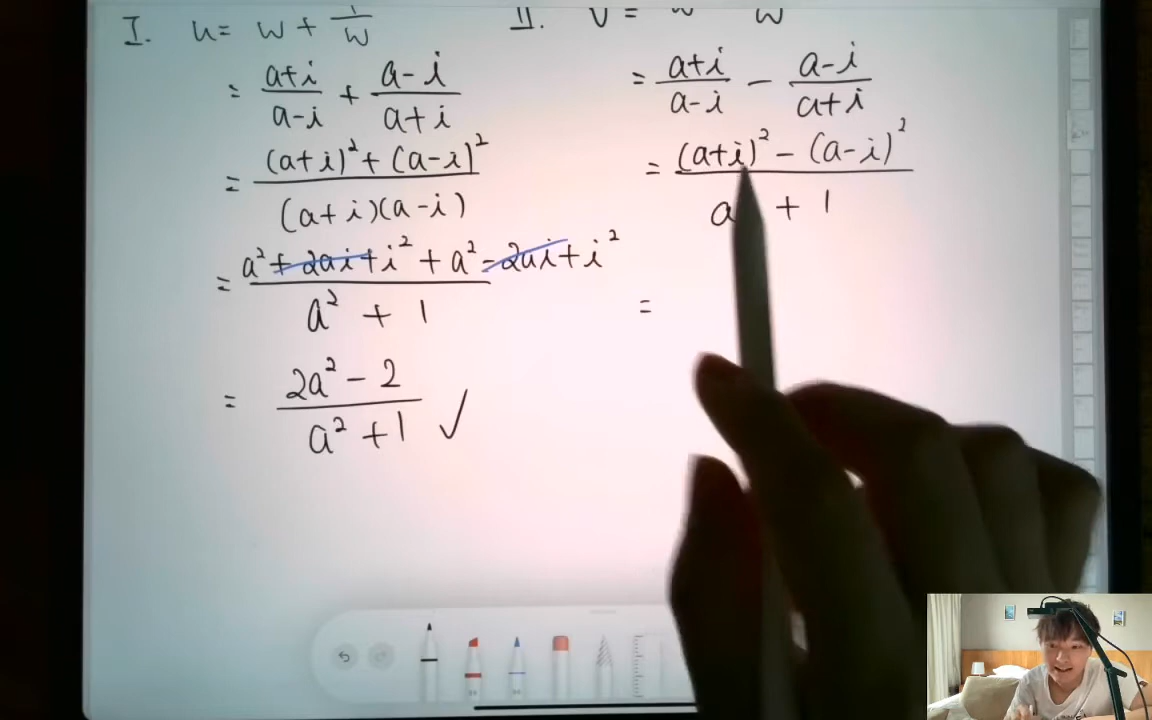 I. u = w + 1/w
= (a+i)/(a-i) + (a-i)/(a+i)
= ((a+i)² + (a-i)²)/((a+i)(a-i))
= (a² + 2ai + i² + a² - 2ai + i²)/(a² + 1)
= (2a² - 2)/(a² + 1) ✓
II. v = w w
= (a+i)/(a-i) - (a-i)/(a+i)
= ((a+i)² - (a-i)²)/(a + 1)
=